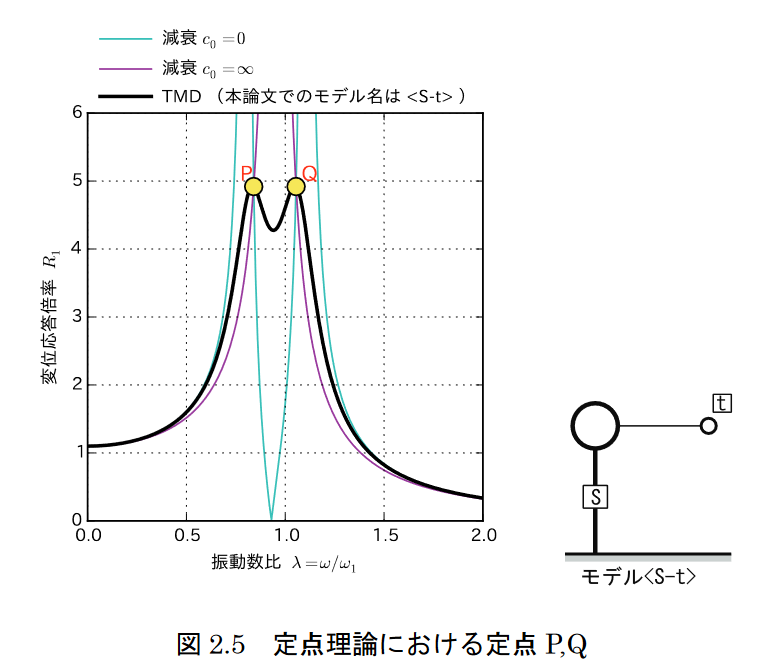 減衰 c₀ =0
減衰 c₀ =∞
TMD （本論文でのモデル名は <S-t> ）
6
5
4
3
2
1
0
P
Q
変位応答倍率 R₁
0.0
0.5
1.0
1.5
2.0
振動数比 λ=ω/ω₁
t
S
モデル<S-t>
図 2.5 定点理論における定点 P,Q